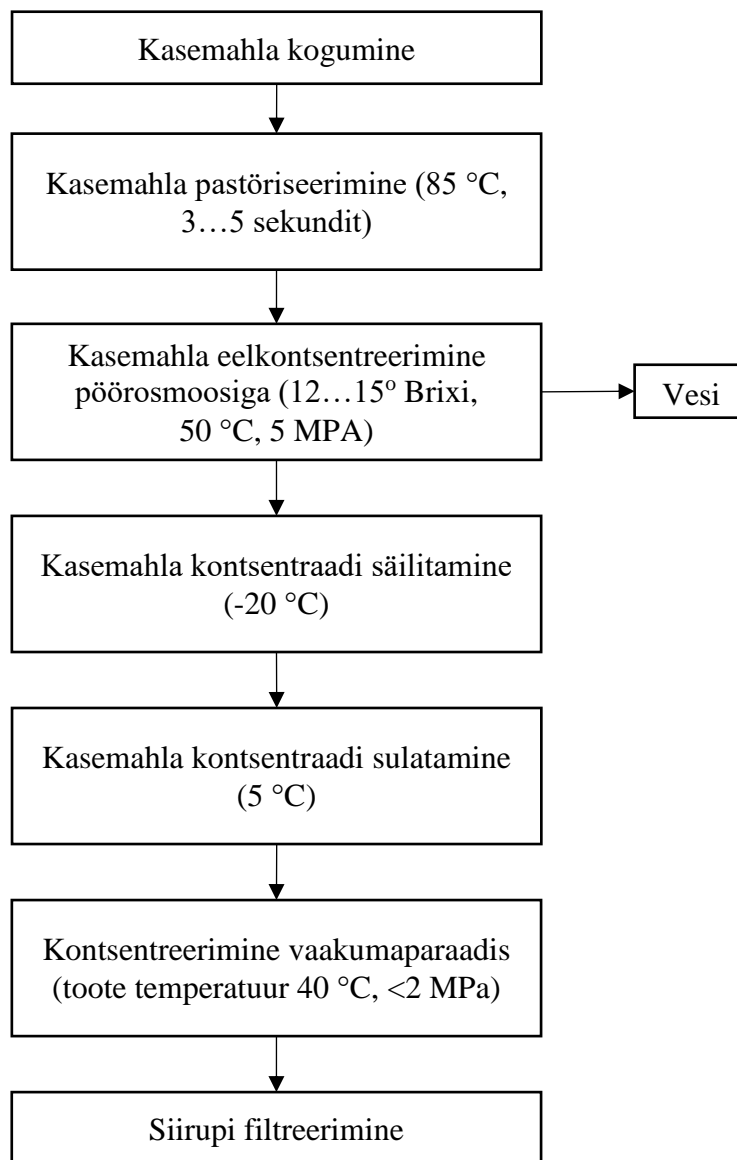 Kasemahla kogumine
Kasemahla pastöriseerimine (85 °C,
3…5 sekundit)
Kasemahla eelkontsentreerimine
pöörosmoosiga (12…15º Brixi,
50 °C, 5 MPA)
Vesi
Kasemahla kontsentraadi säilitamine
(-20 °C)
Kasemahla kontsentraadi sulatamine
(5 °C)
Kontsentreerimine vaakumaparaadis
(toote temperatuur 40 °C, <2 MPa)
Siirupi filtreerimine